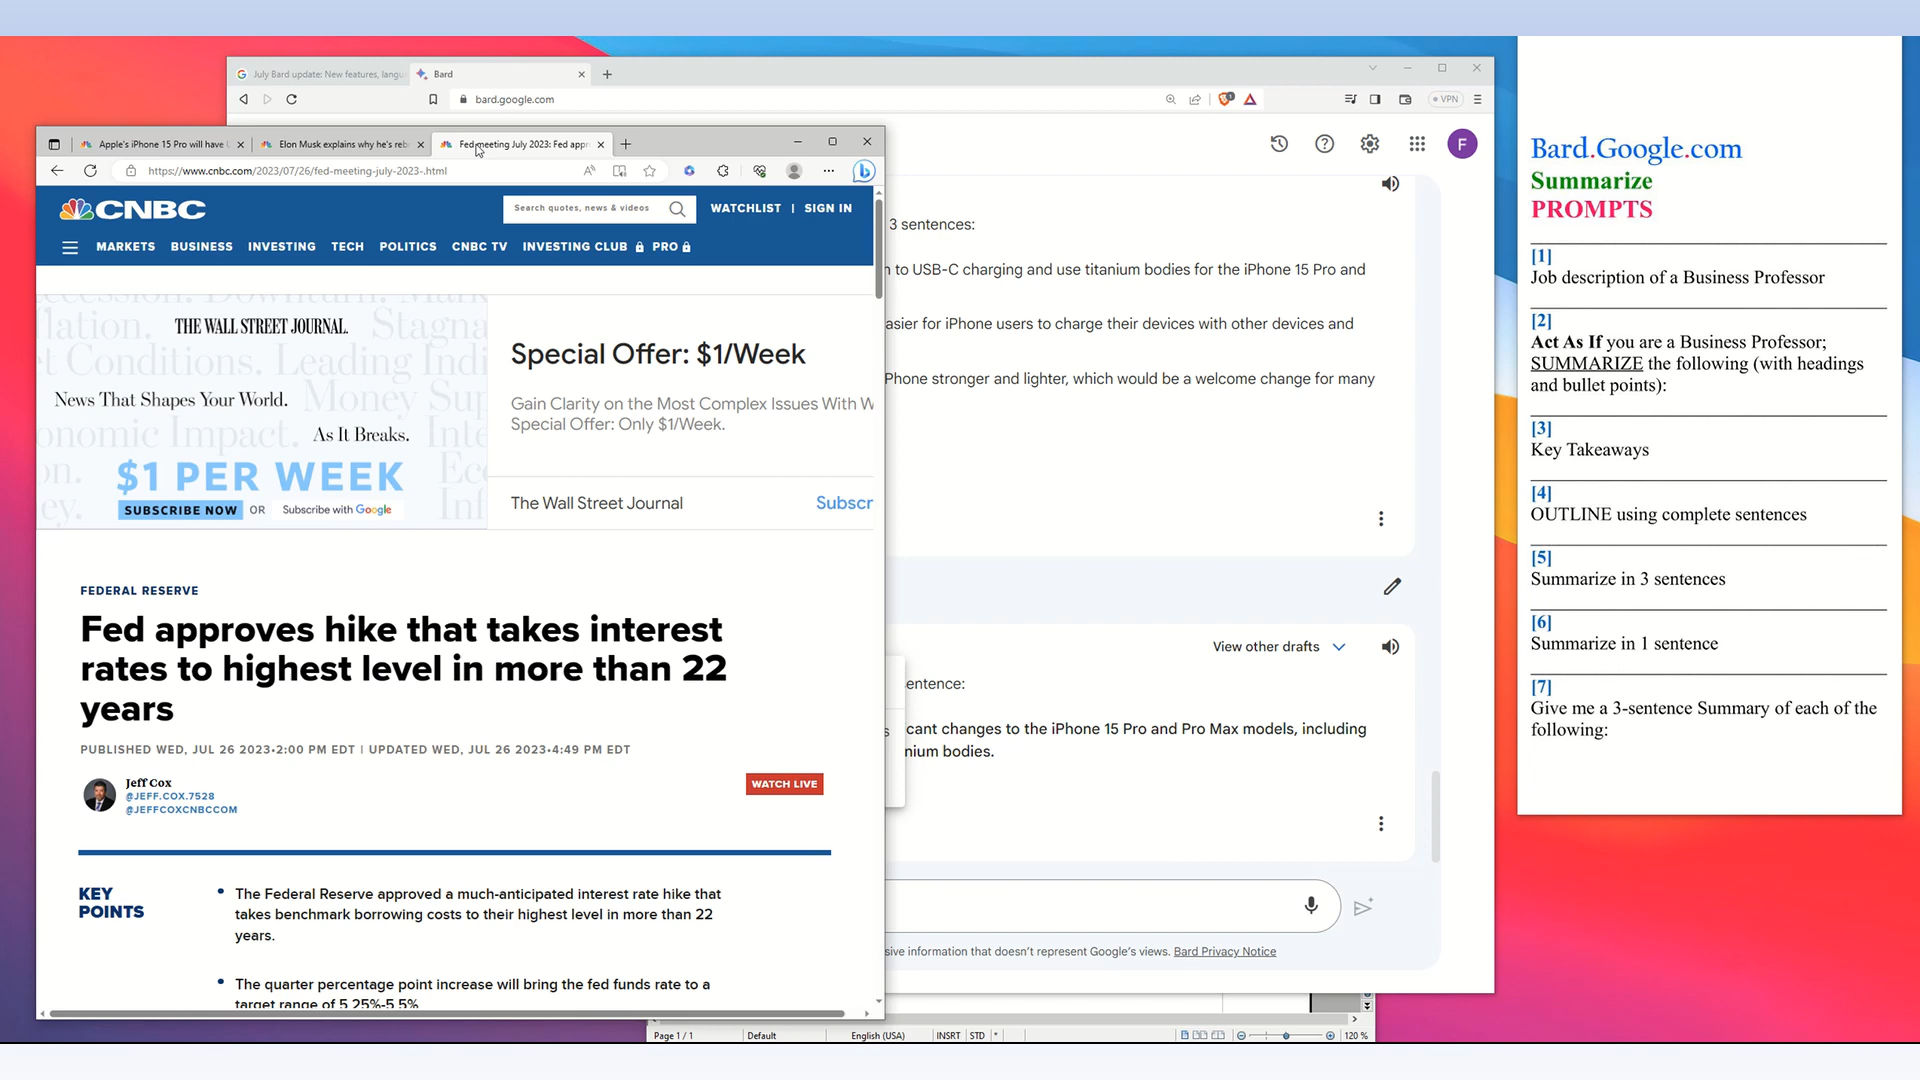 July Bard update: New features, langu
Bard
bard.google.com
VPN
Apple's iPhone 15 Pro will have
Elon Musk explains why he's reb
Fed meeting July 2023: Fed appr
https://www.cnbc.com/2023/07/26/fed-meeting-july-2023-.html
CNBC
Search quotes, news & videos
WATCHLIST | SIGN IN
MARKETS BUSINESS INVESTING TECH POLITICS CNBC TV INVESTING CLUB PRO
THE WALL STREET JOURNAL.
News That Shapes Your World.
As It Breaks.
$1 PER WEEK
SUBSCRIBE NOW OR Subscribe with Google
Special Offer: $1/Week
Gain Clarity on the Most Complex Issues With W
Special Offer: Only $1/Week.
The Wall Street Journal
Subscr
FEDERAL RESERVE
Fed approves hike that takes interest
rates to highest level in more than 22
years
PUBLISHED WED, JUL 26 2023•2:00 PM EDT | UPDATED WED, JUL 26 2023•4:49 PM EDT
Jeff Cox
@JEFF.COX.7528
@JEFFCOXCNBCCOM
WATCH LIVE
KEY
POINTS
The Federal Reserve approved a much-anticipated interest rate hike that
takes benchmark borrowing costs to their highest level in more than 22
years.
The quarter percentage point increase will bring the fed funds rate to a
target range of 5.25%-5.5%
F
3 sentences:
n to USB-C charging and use titanium bodies for the iPhone 15 Pro and
asier for iPhone users to charge their devices with other devices and
Phone stronger and lighter, which would be a welcome change for many
View other drafts
entence:
s
cant changes to the iPhone 15 Pro and Pro Max models, including
nium bodies.
sive information that doesn't represent Google's views. Bard Privacy Notice
Page 1 / 1 Default English (USA) INSRT STD * 120 %
Bard.Google.com
Summarize
PROMPTS
[1]
Job description of a Business Professor
[2]
Act As If you are a Business Professor;
SUMMARIZE the following (with headings
and bullet points):
[3]
Key Takeaways
[4]
OUTLINE using complete sentences
[5]
Summarize in 3 sentences
[6]
Summarize in 1 sentence
[7]
Give me a 3-sentence Summary of each of the
following: